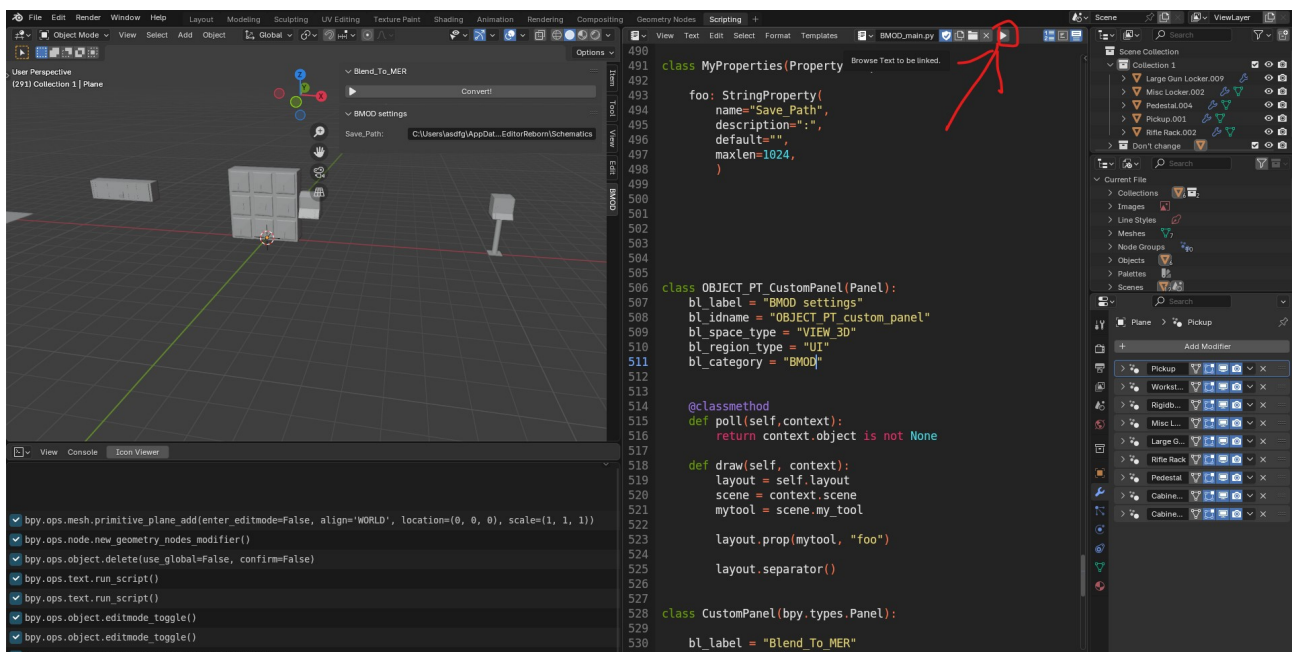 File Edit Render Window Help Layout Modeling Sculpting UV Editing Texture Paint Shading Animation Rendering Compositing Geometry Nodes Scripting + Scene ViewLayer
Object Mode View Select Add Object Global View Text Edit Select Format Templates BMOD_main.py Search
Options
User Perspective
(291) Collection 1 | Plane
Z
Y
X
Blend_To_MER
Convert!
BMOD settings
Save_Path: C:\Users\asdfg\AppDat...EditorReborn\Schematics
Item
Tool
View
Edit
BMOD
Browse Text to be linked.
490
491 class MyProperties(Property
492
493 foo: StringProperty(
494 name="Save_Path",
495 description=":",
496 default="",
497 maxlen=1024,
498 )
499
500
501
502
503
504
505
506 class OBJECT_PT_CustomPanel(Panel):
507 bl_label = "BMOD settings"
508 bl_idname = "OBJECT_PT_custom_panel"
509 bl_space_type = "VIEW_3D"
510 bl_region_type = "UI"
511 bl_category = "BMOD"
512
513
514 @classmethod
515 def poll(self,context):
516 return context.object is not None
517
518 def draw(self, context):
519 layout = self.layout
520 scene = context.scene
521 mytool = scene.my_tool
522
523 layout.prop(mytool, "foo")
524
525 layout.separator()
526
527
528 class CustomPanel(bpy.types.Panel):
529
530 bl_label = "Blend_To_MER"
View Console Icon Viewer
bpy.ops.mesh.primitive_plane_add(enter_editmode=False, align='WORLD', location=(0, 0, 0), scale=(1, 1, 1))
bpy.ops.node.new_geometry_nodes_modifier()
bpy.ops.object.delete(use_global=False, confirm=False)
bpy.ops.text.run_script()
bpy.ops.text.run_script()
bpy.ops.object.editmode_toggle()
bpy.ops.object.editmode_toggle()
Scene Collection
Collection 1
Large Gun Locker.009
Misc Locker.002
Pedestal.004
Pickup.001
Rifle Rack.002
Don't change
Search
Current File
Collections
Images
Line Styles
Meshes 7
Node Groups
Objects
Palettes
Scenes
Search
Plane > Pickup
+ Add Modifier
Pickup
Workst...
Rigidb...
Misc L...
Large G...
Rifle Rack
Pedestal
Cabine...
Cabine...